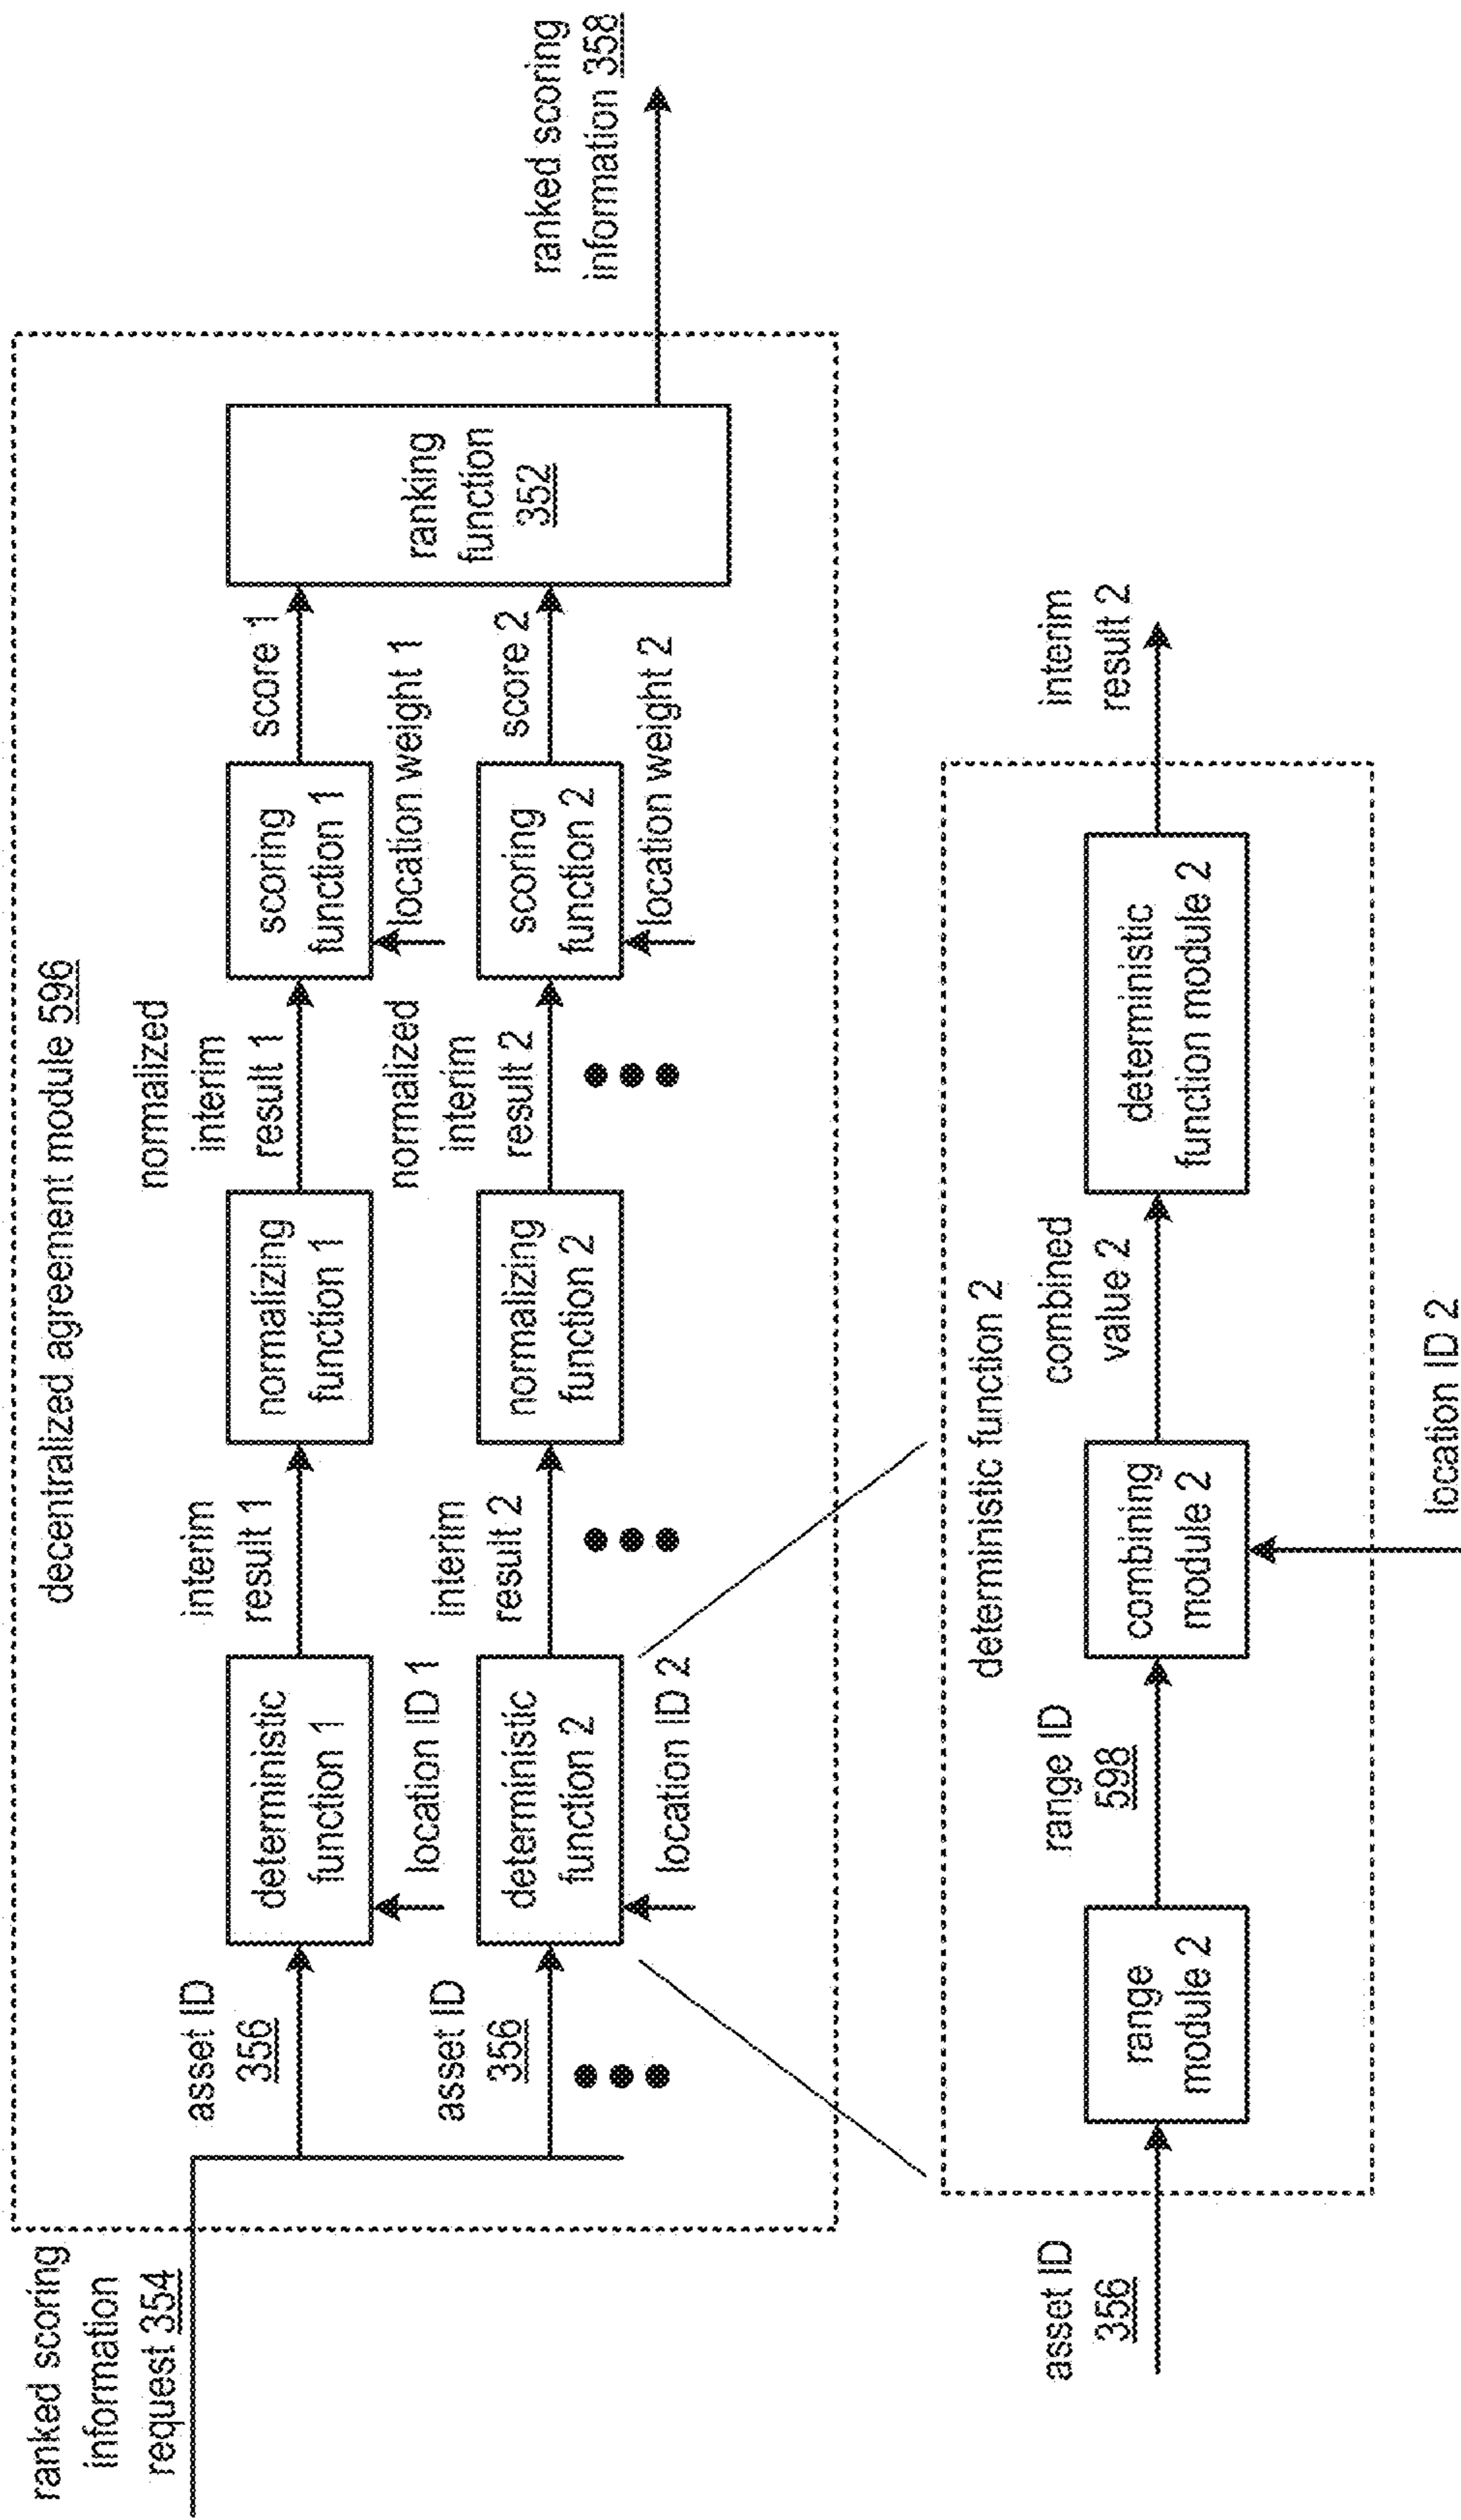 decentralized agreement module 596
ranked scoring
information
request 354
asset ID
356
deterministic
function 1
location ID 1
interim
result 1
normalizing
function 1
normalized
interim
result 1
scoring
function 1
location weight 1
score 1
asset ID
356
deterministic
function 2
location ID 2
interim
result 2
normalizing
function 2
normalized
interim
result 2
scoring
function 2
location weight 2
score 2
ranking
function
352
ranked scoring
information 358
deterministic function 2
asset ID
356
range
module 2
range ID
598
combining
module 2
location ID 2
combined
value 2
deterministic
function module 2
interim
result 2